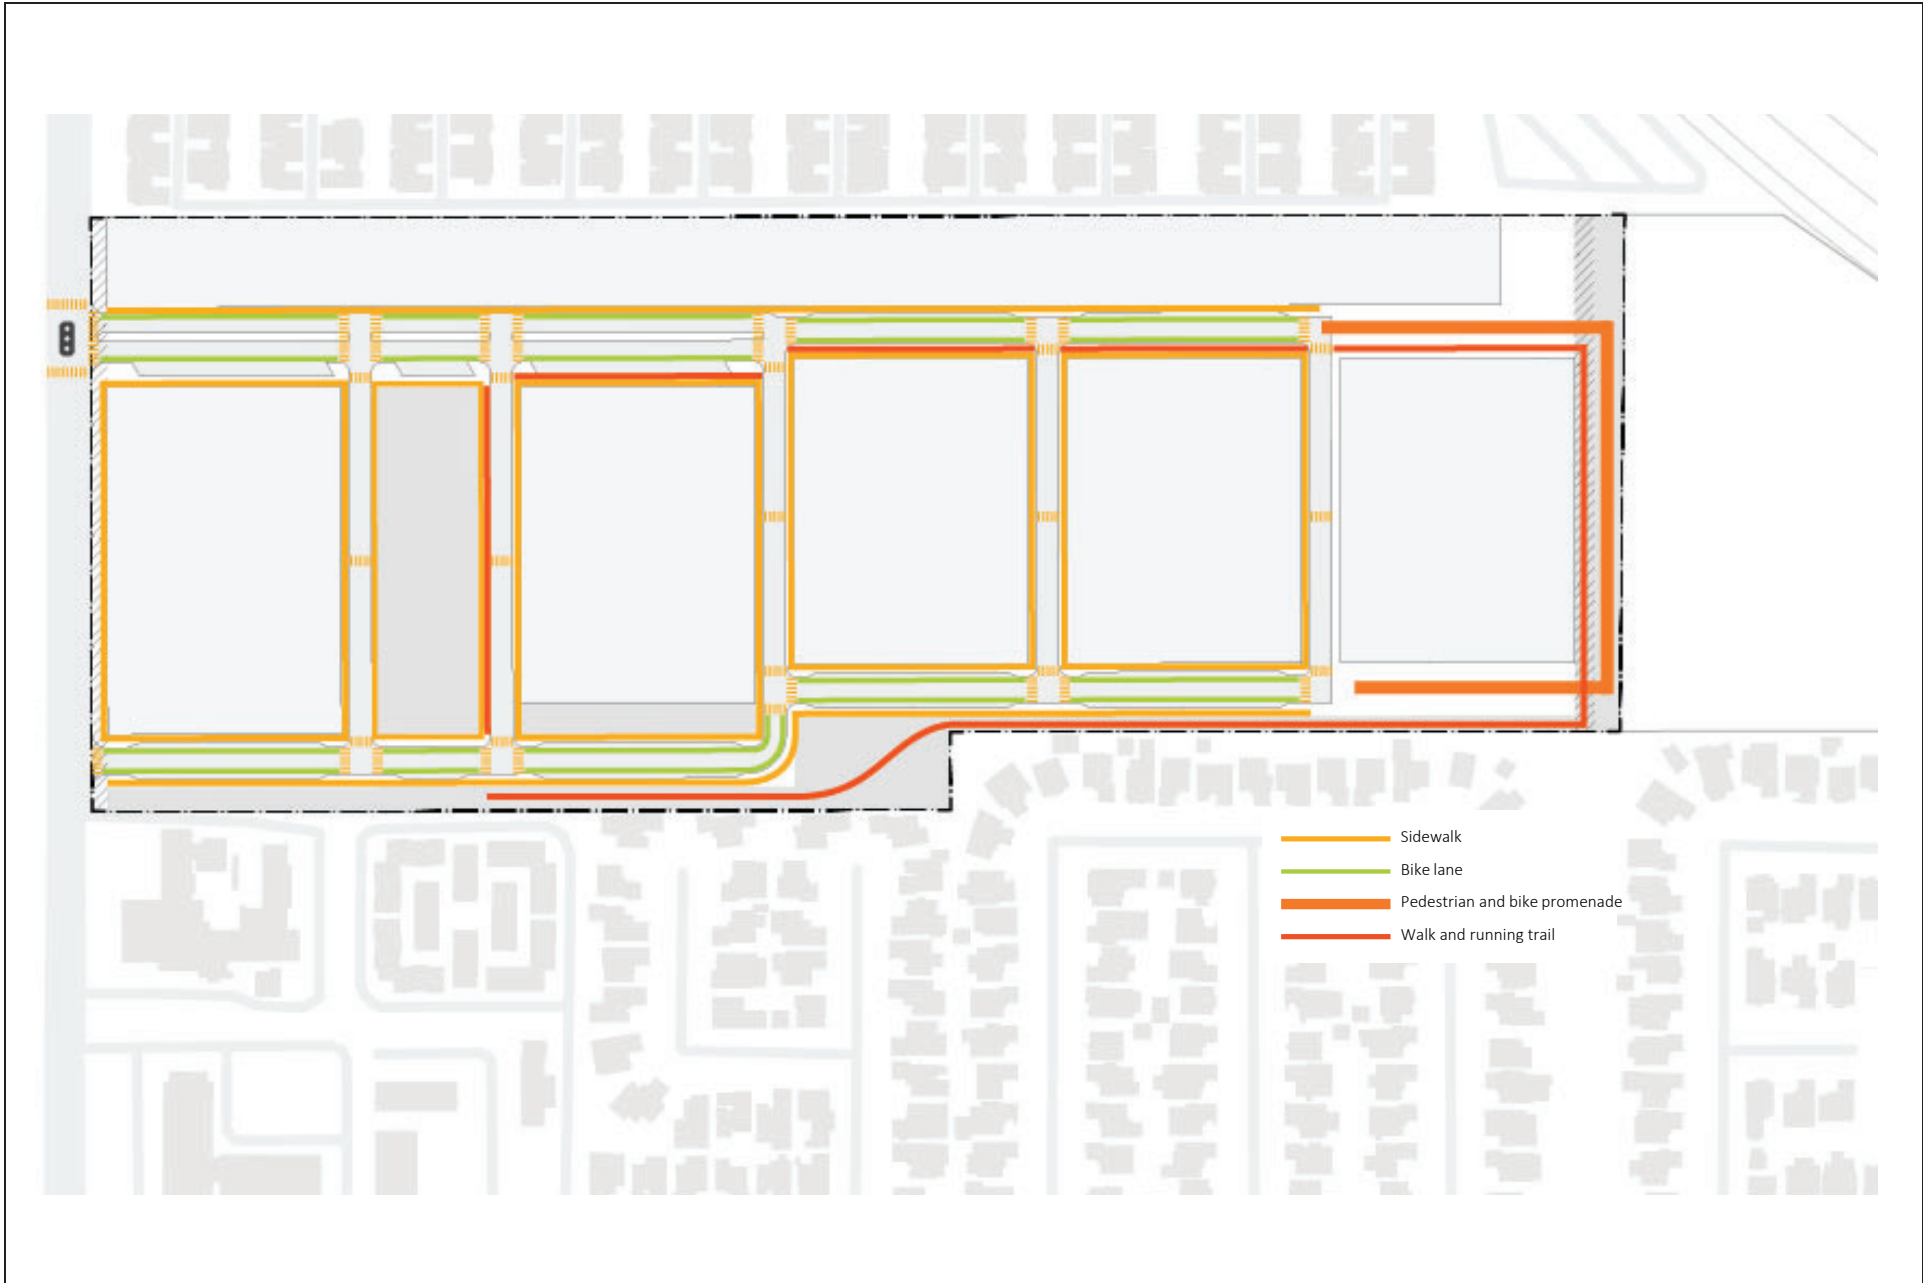 Sidewalk
Bike lane
Pedestrian and bike promenade
Walk and running trail